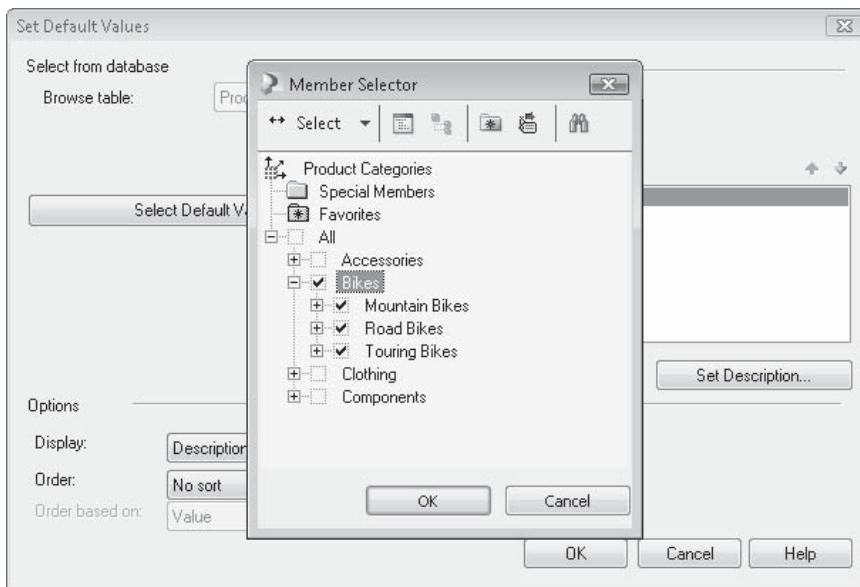 Set Default Values
Select from database
Browse table:
Select Default
Options
Display:
Description
Order:
No sort
Order based on:
Value
Member Selector
Select
Product Categories
Special Members
Favorites
All
Accessories
Bikes
Mountain Bikes
Road Bikes
Touring Bikes
Clothing
Components
OK
Cancel
Set Description...
OK
Cancel
Help